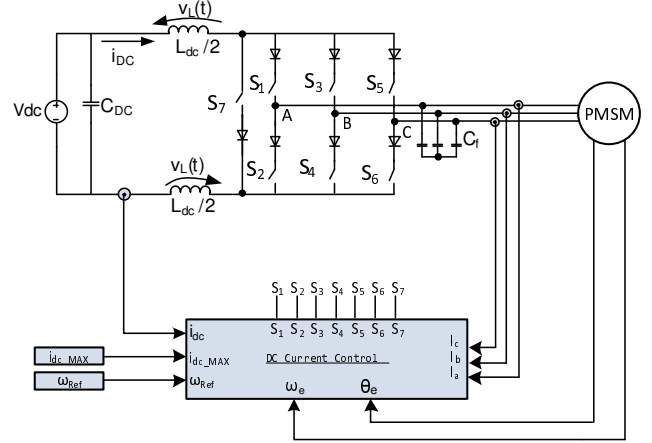 v_L(t)
L_dc/2
i_DC
Vdc
C_DC
S_7
S_1
S_3
S_5
A
B
C
PMSM
C_f
S_2
S_4
S_6
v_L(t)
L_dc/2
S_1 S_2 S_3 S_4 S_5 S_6 S_7
S_1 S_2 S_3 S_4 S_5 S_6 S_7
i_dc
I_c
i_dc_MAX
i_dc_MAX
DC Current Control
I_b
ω_Ref
ω_Ref
I_a
ω_e
θ_e